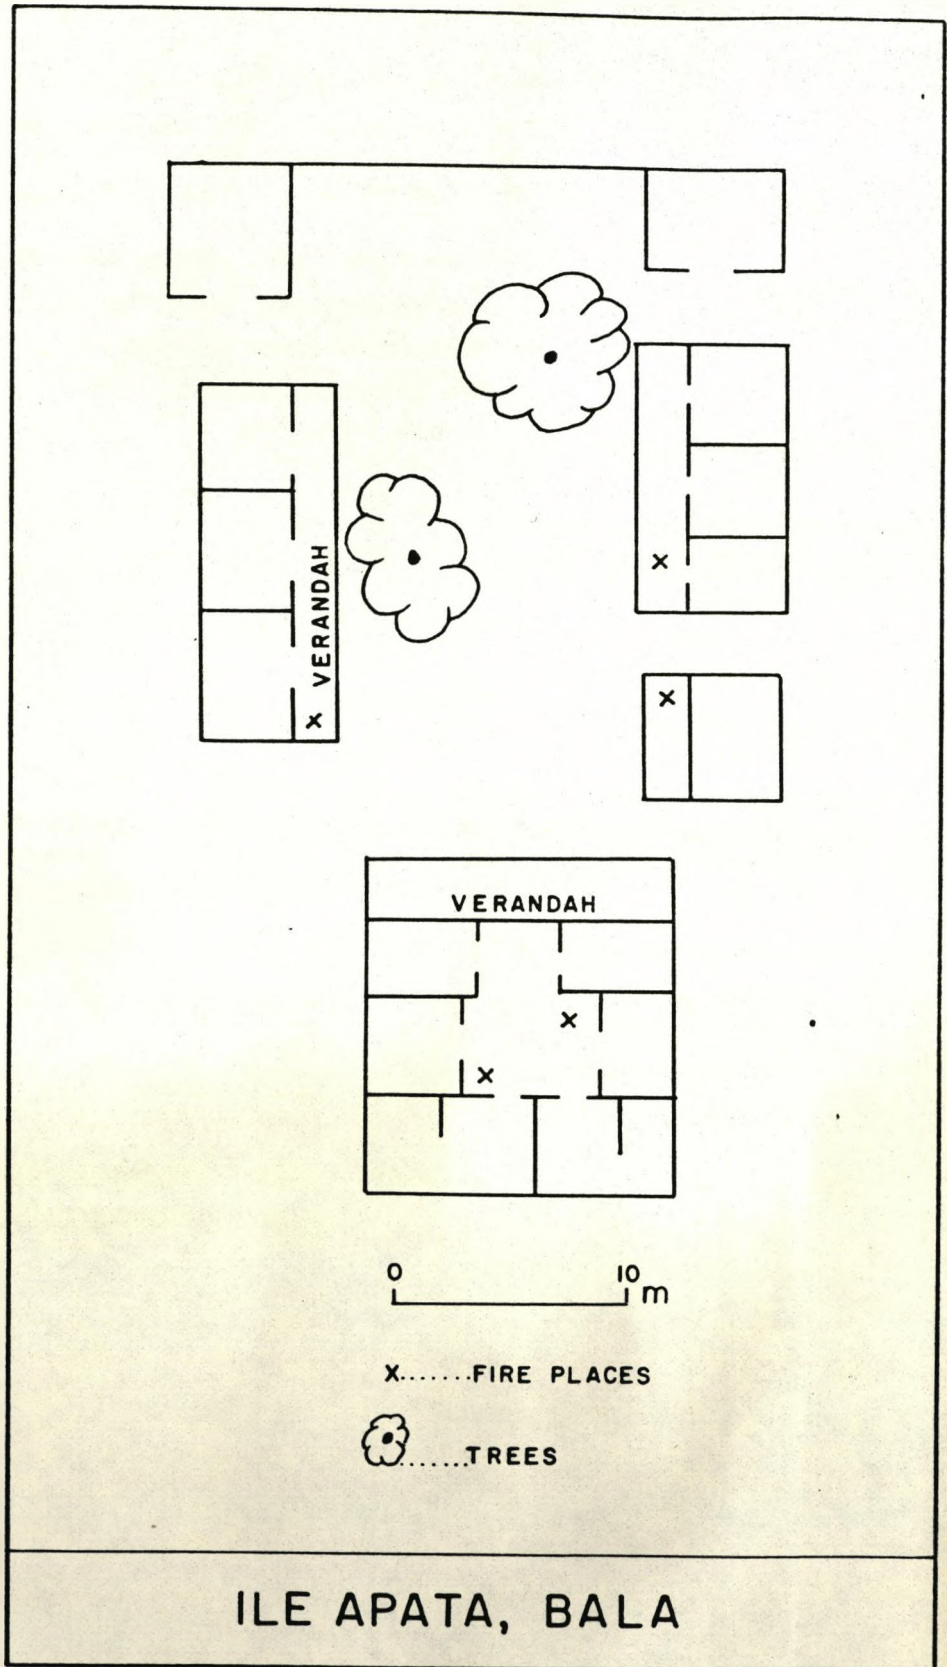 VERANDAH
X
X
X
VERANDAH
X
X
0 10 m
X.......FIRE PLACES
.......TREES
ILE APATA, BALA